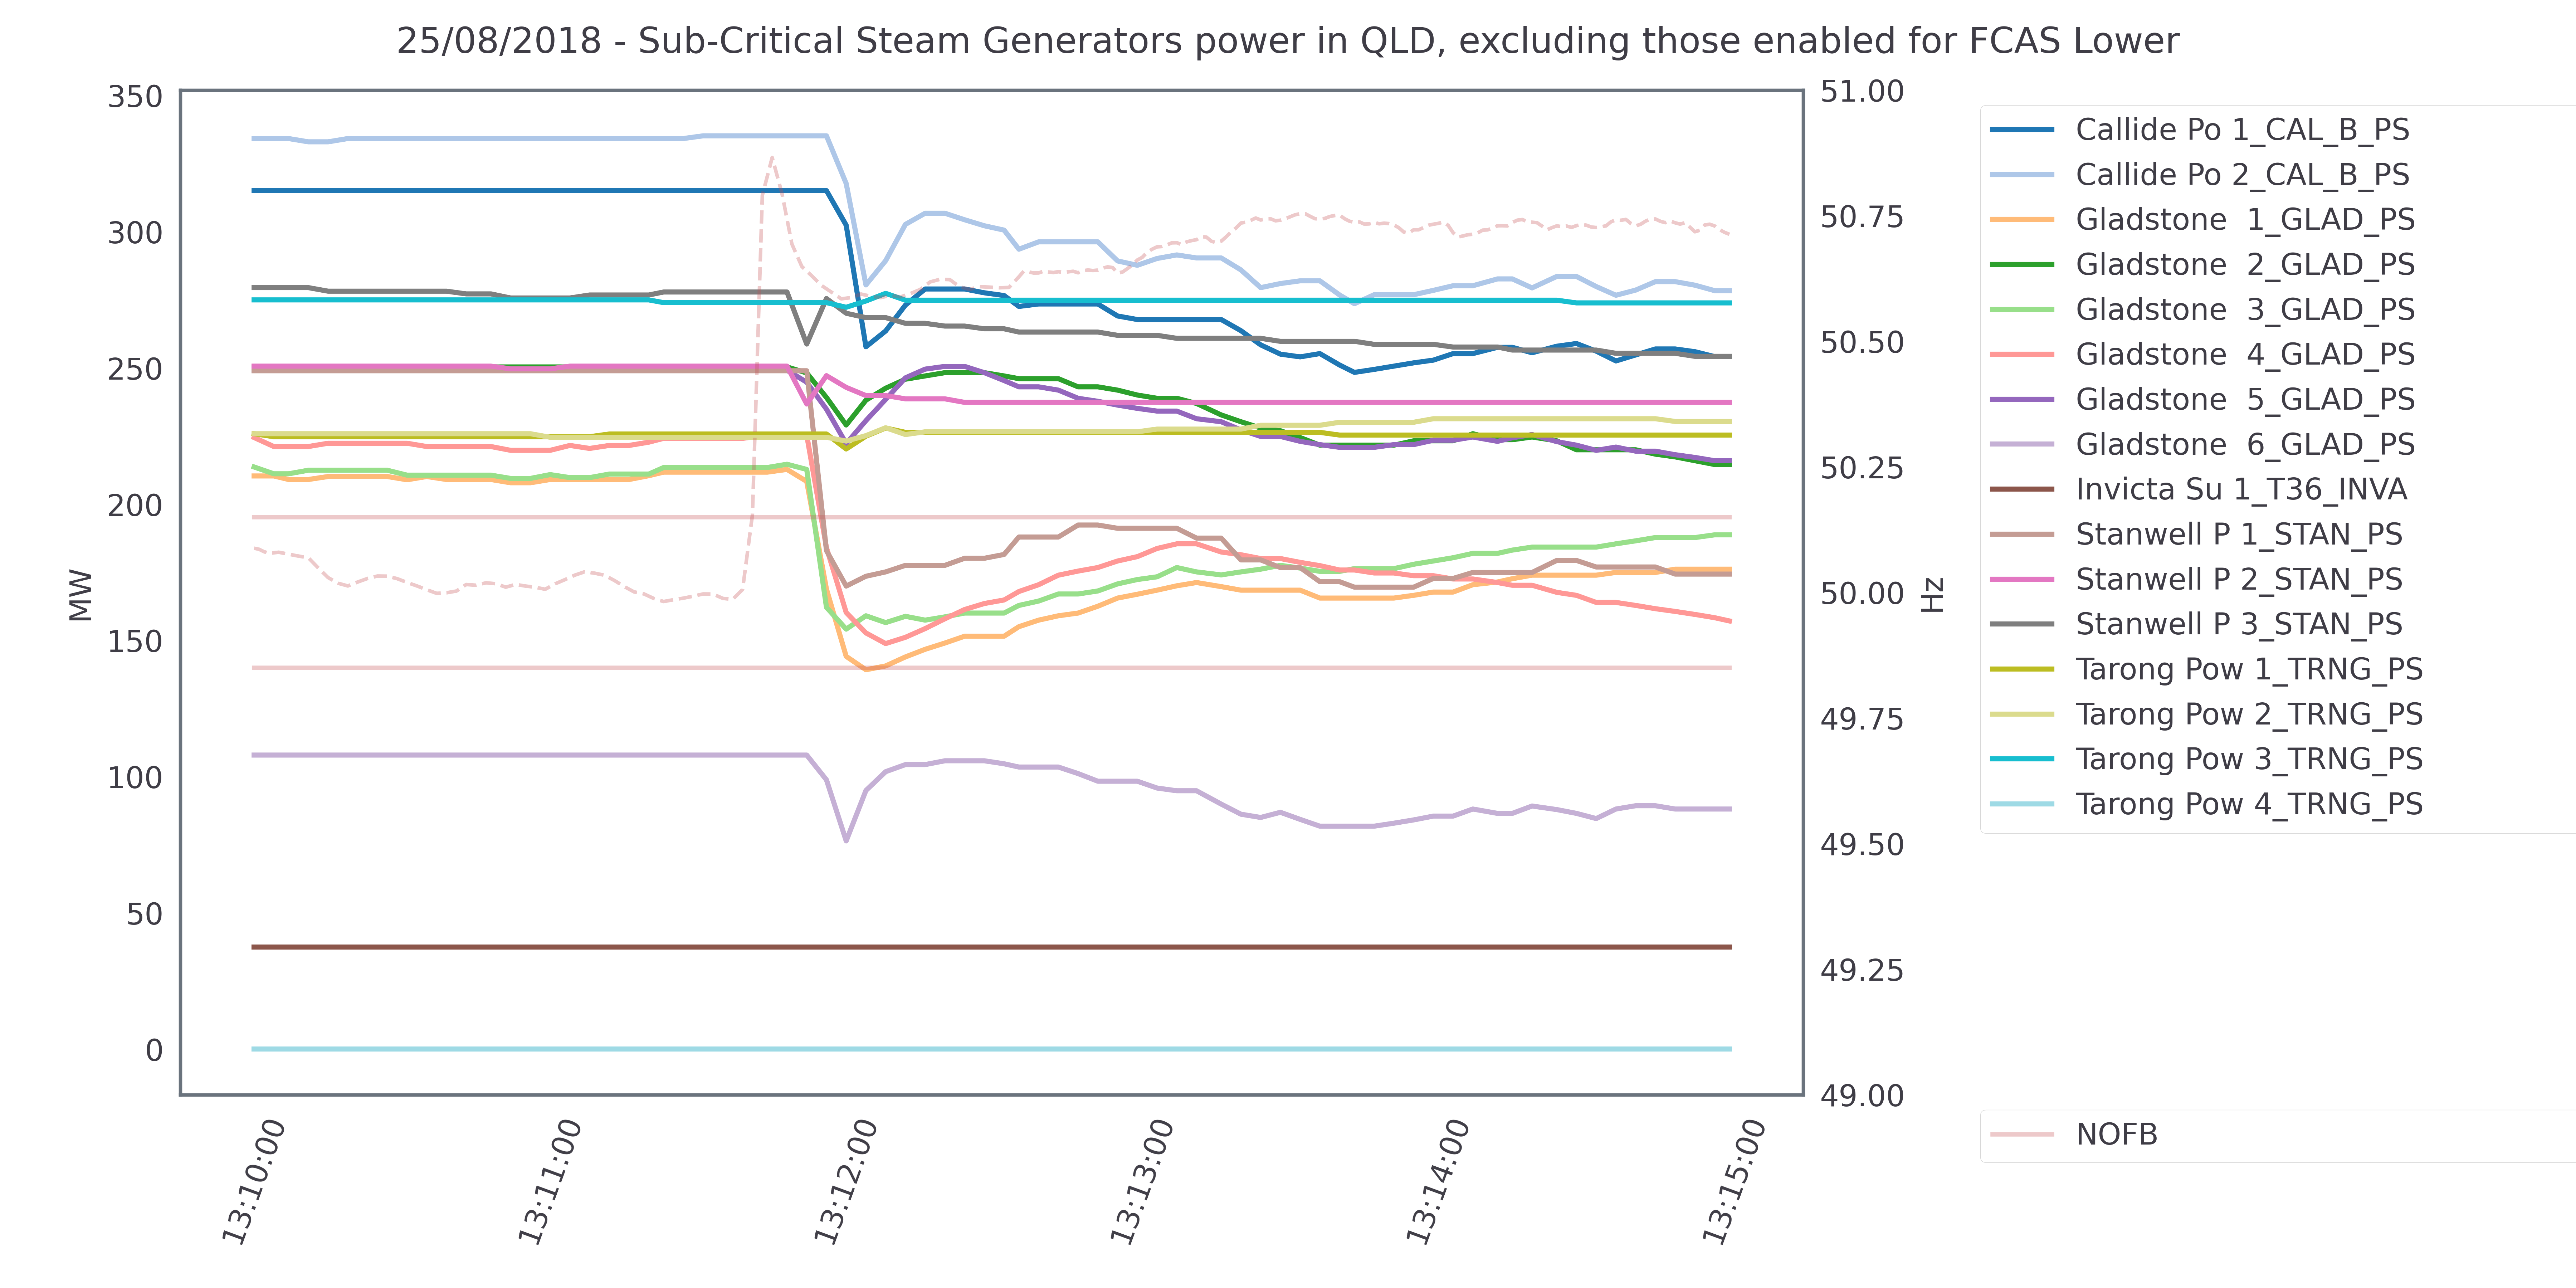 25/08/2018 - Sub-Critical Steam Generators power in QLD, excluding those enabled for FCAS Lower
350
300
250
200
150
100
50
0
MW
51.00
50.75
50.50
50.25
50.00
49.75
49.50
49.25
49.00
Hz
13:10:00
13:11:00
13:12:00
13:13:00
13:14:00
13:15:00
Callide Po 1_CAL_B_PS
Callide Po 2_CAL_B_PS
Gladstone  1_GLAD_PS
Gladstone  2_GLAD_PS
Gladstone  3_GLAD_PS
Gladstone  4_GLAD_PS
Gladstone  5_GLAD_PS
Gladstone  6_GLAD_PS
Invicta Su 1_T36_INVA
Stanwell P 1_STAN_PS
Stanwell P 2_STAN_PS
Stanwell P 3_STAN_PS
Tarong Pow 1_TRNG_PS
Tarong Pow 2_TRNG_PS
Tarong Pow 3_TRNG_PS
Tarong Pow 4_TRNG_PS
NOFB